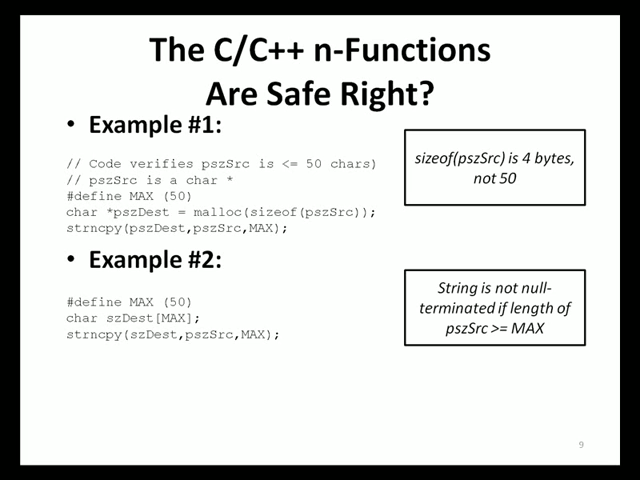 The C/C++ n-Functions
Are Safe Right?
• Example #1:
// Code verifies pszSrc is <= 50 chars)
// pszSrc is a char *
#define MAX (50)
char *pszDest = malloc(sizeof(pszSrc));
strncpy(pszDest,pszSrc,MAX);
sizeof(pszSrc) is 4 bytes,
not 50
• Example #2:
#define MAX (50)
char szDest[MAX];
strncpy(szDest,pszSrc,MAX);
String is not null-
terminated if length of
pszSrc >= MAX
9